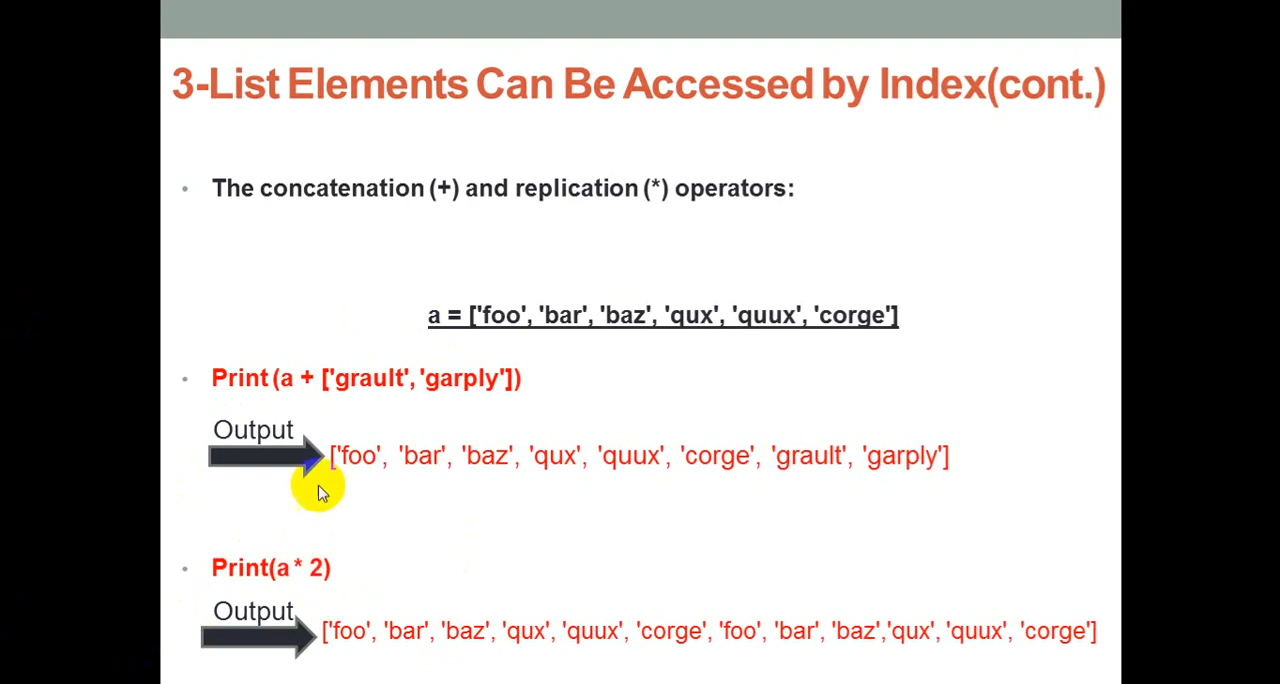 3-List Elements Can Be Accessed by Index(cont.)
• The concatenation (+) and replication (*) operators:
a = ['foo', 'bar', 'baz', 'qux', 'quux', 'corge']
• Print (a + ['grault', 'garply'])
Output
['foo', 'bar', 'baz', 'qux', 'quux', 'corge', 'grault', 'garply']
• Print(a * 2)
Output
['foo', 'bar', 'baz', 'qux', 'quux', 'corge', 'foo', 'bar', 'baz','qux', 'quux', 'corge']